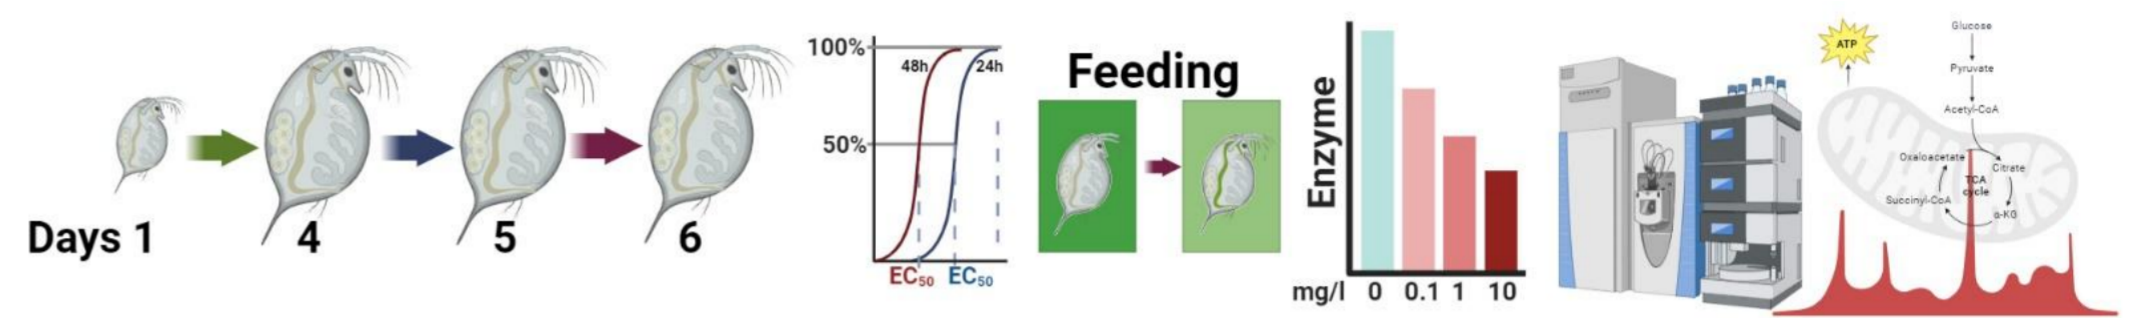 Days 1
4
5
6
100%
50%
48h
24h
EC₅₀
EC₅₀
Feeding
Enzyme
mg/l 0 0.1 1 10
ATP
Glucose
Pyruvate
Acetyl-CoA
Oxaloacetate
Citrate
TCA
cycle
Succinyl-CoA
α-KG